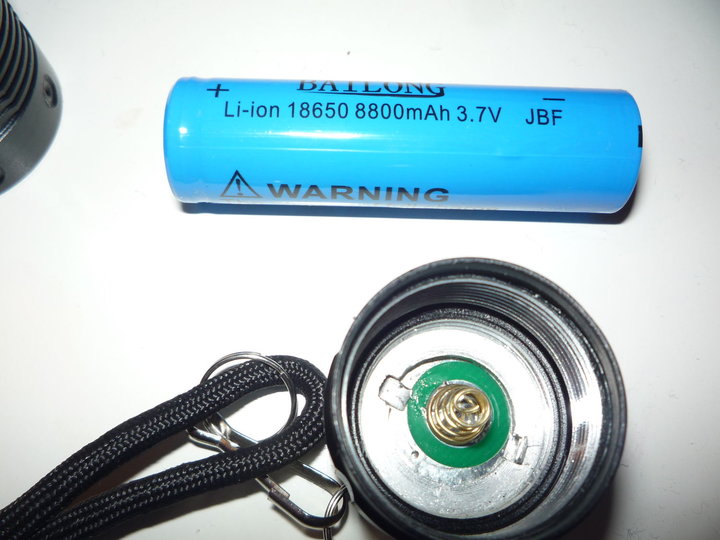 + BAILONG −
Li-ion 18650 8800mAh 3.7V JBF
WARNING